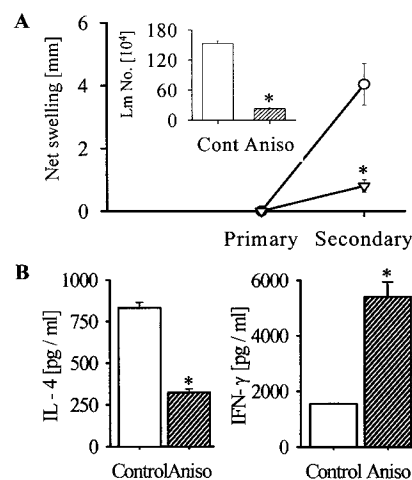 A
Net swelling [mm]
6
4
2
0
Lm No. [10⁴]
180
120
60
0
*
Cont Aniso
*
Primary Secondary
B
IL - 4 [pg / ml]
1000
750
500
250
0
*
ControlAniso
IFN-γ [pg / ml]
6000
4000
2000
0
*
Control Aniso